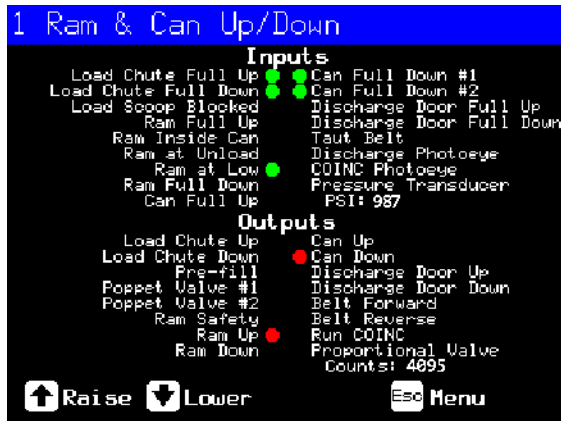 1 Ram & Can Up/Down
Inputs
Load Chute Full Up Can Full Down #1
Load Chute Full Down Can Full Down #2
Load Scoop Blocked Discharge Door Full Up
Ram Full Up Discharge Door Full Down
Ram Inside Can Taut Belt
Ram at Unload Discharge Photoeye
Ram at Low COINC Photoeye
Ram Full Down Pressure Transducer
Can Full Up PSI: 987
Outputs
Load Chute Up Can Up
Load Chute Down Can Down
Pre-fill Discharge Door Up
Poppet Valve #1 Discharge Door Down
Poppet Valve #2 Belt Forward
Ram Safety Belt Reverse
Ram Up Run COINC
Ram Down Proportional Valve
Counts: 4095
Raise Lower Esc Menu